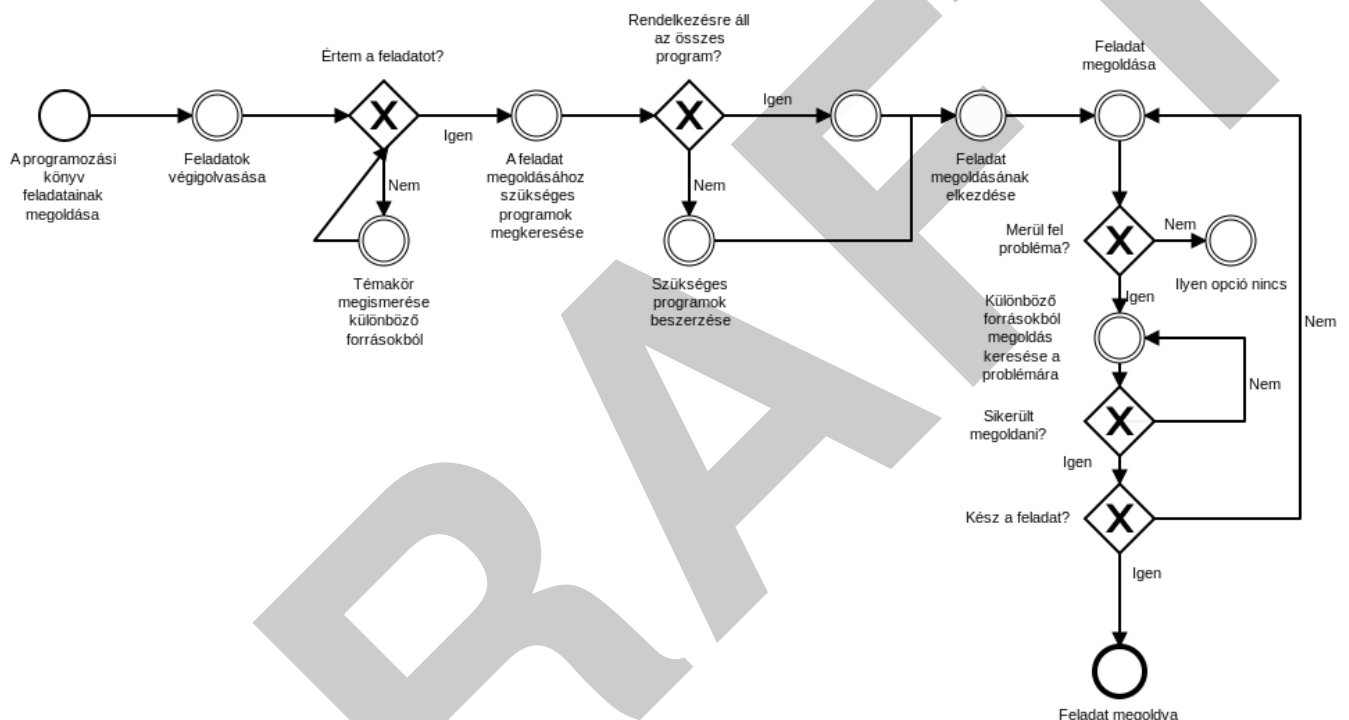 Rendelkezésre áll
az összes
program?
Értem a feladatot?
Feladat
megoldása
Igen
Igen
A programozási
könyv
feladatainak
megoldása
Feladatok
végigolvasása
Nem
A feladat
megoldásához
szükséges
programok
megkeresése
Nem
Feladat
megoldásának
elkezdése
Merül fel
probléma?
Nem
Ilyen opció nincs
Témakör
megismerése
különböző
forrásokból
Szükséges
programok
beszerzése
Igen
Különböző
forrásokból
megoldás
keresése a
problémára
Nem
Nem
Sikerült
megoldani?
Igen
Kész a feladat?
Igen
Feladat megoldva
X
X
X
X
X
DRAFT